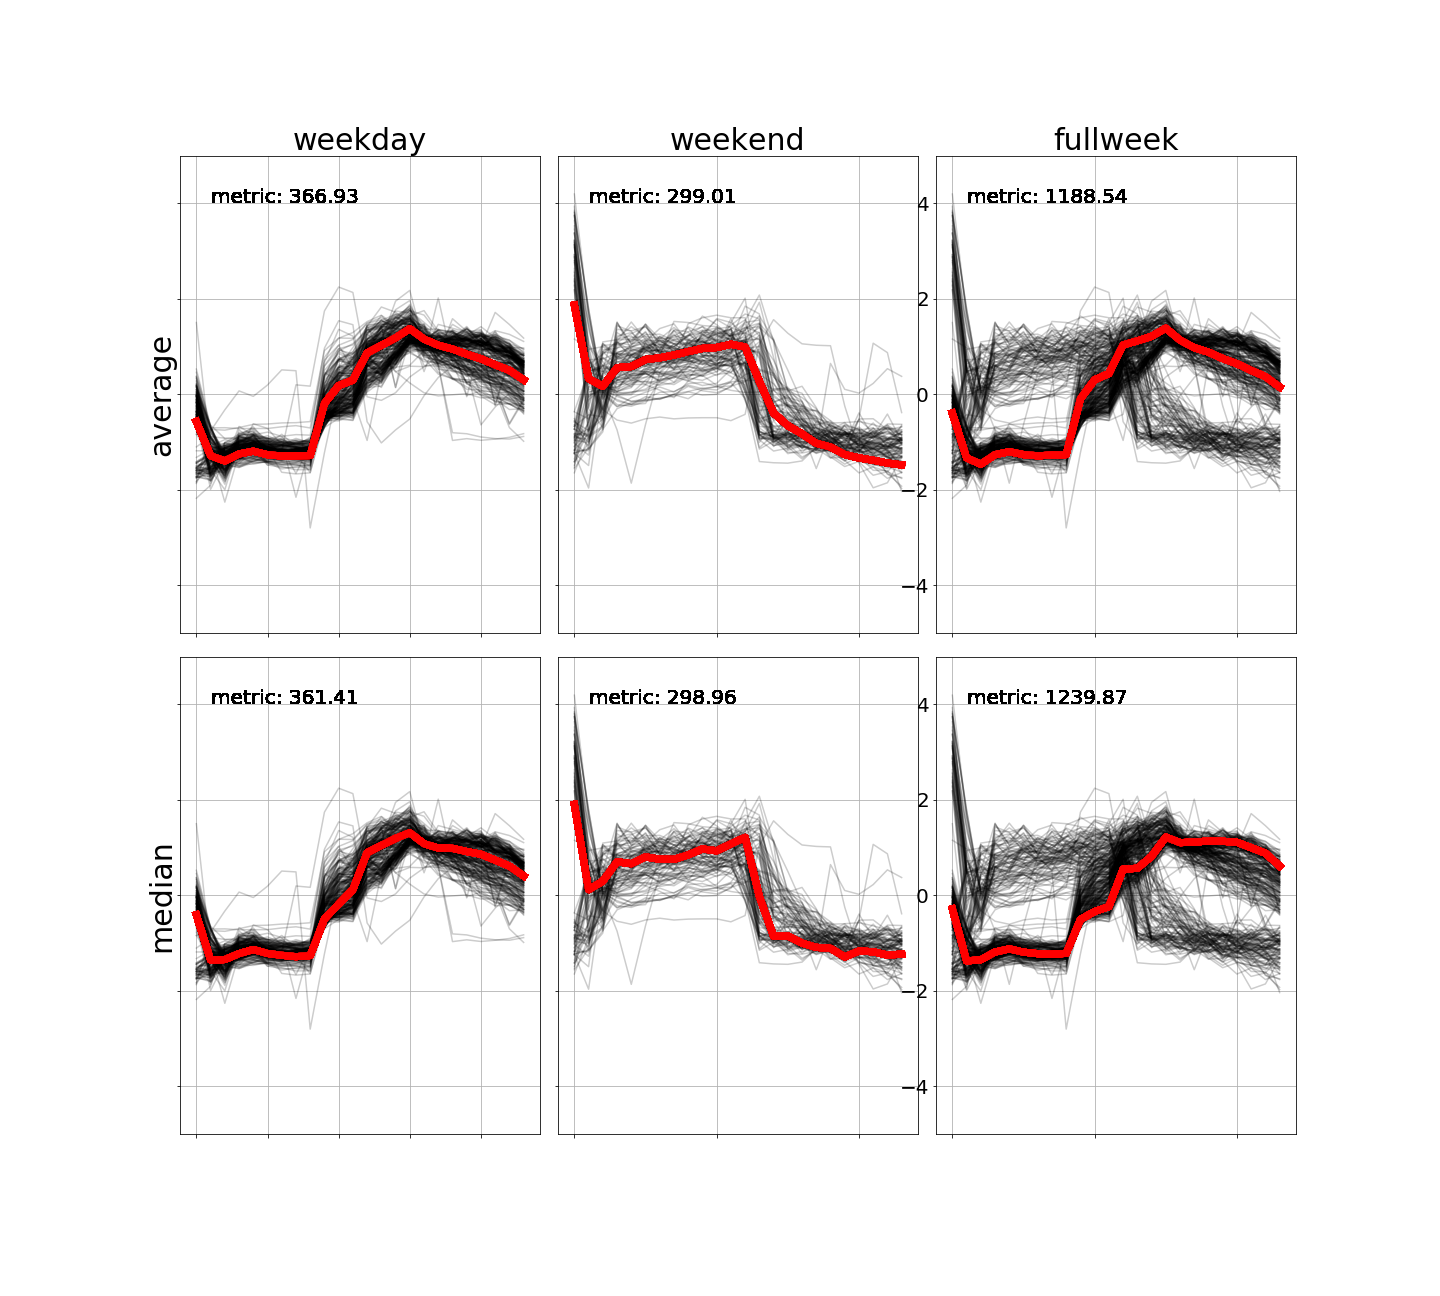 weekday weekend fullweek
average
metric: 366.93
metric: 299.01
metric: 1188.54
4
2
0
−2
−4
median
metric: 361.41
metric: 298.96
metric: 1239.87
4
2
0
−2
−4